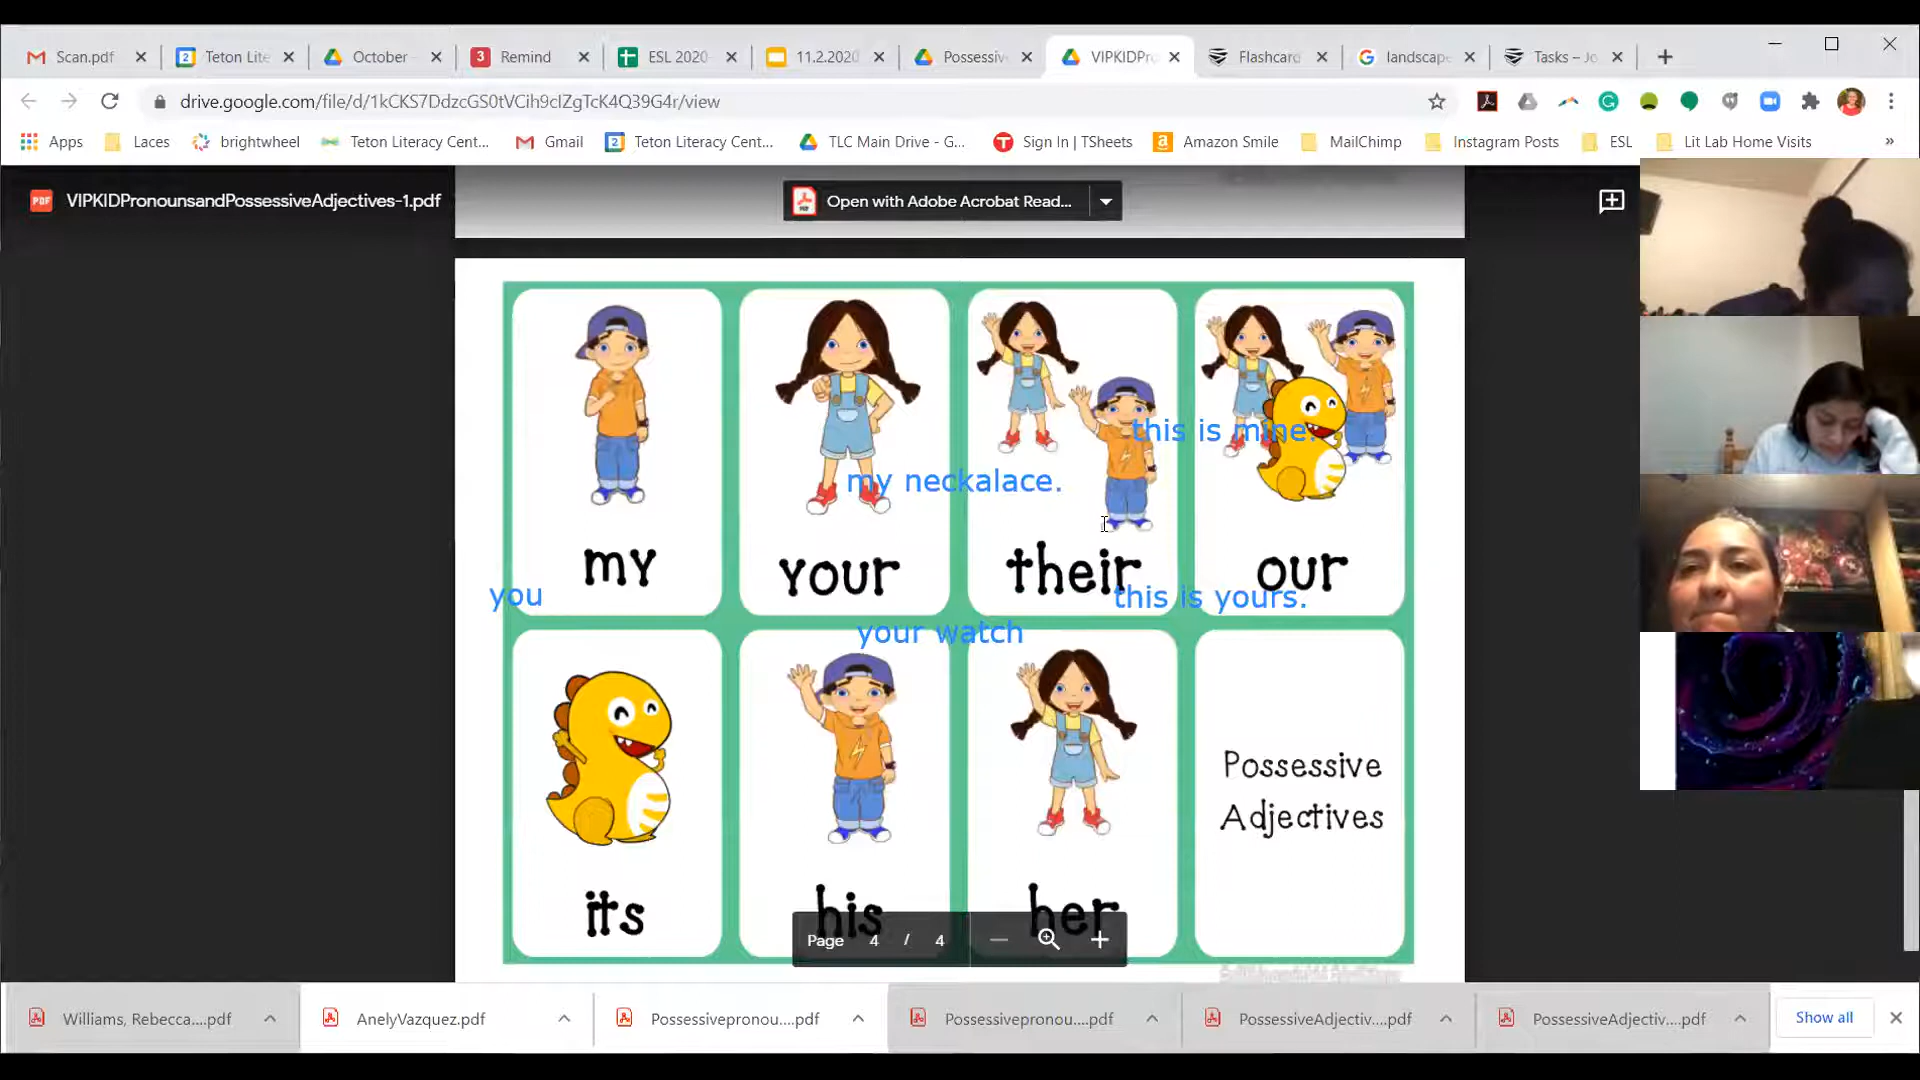 Scan.pdf
Teton Lite
October -
3 Remind
ESL 2020-
11.2.2020
Possessiv
VIPKIDPro
Flashcard
landscape
Tasks – Jo
drive.google.com/file/d/1kCKS7DdzcGS0tVCih9cIZgTcK4Q39G4r/view
Apps
Laces
brightwheel
Teton Literacy Cent...
Gmail
Teton Literacy Cent...
TLC Main Drive - G...
Sign In | TSheets
Amazon Smile
MailChimp
Instagram Posts
ESL
Lit Lab Home Visits
»
PDF VIPKIDPronounsandPossessiveAdjectives-1.pdf
Open with Adobe Acrobat Read...
this is mine.
my neckalace.
my
your
their
our
you
this is yours.
your watch
Possessive
Adjectives
its
his
her
Page 4 / 4
Williams, Rebecca....pdf
AnelyVazquez.pdf
Possessivepronou....pdf
Possessivepronou....pdf
PossessiveAdjectiv....pdf
PossessiveAdjectiv....pdf
Show all